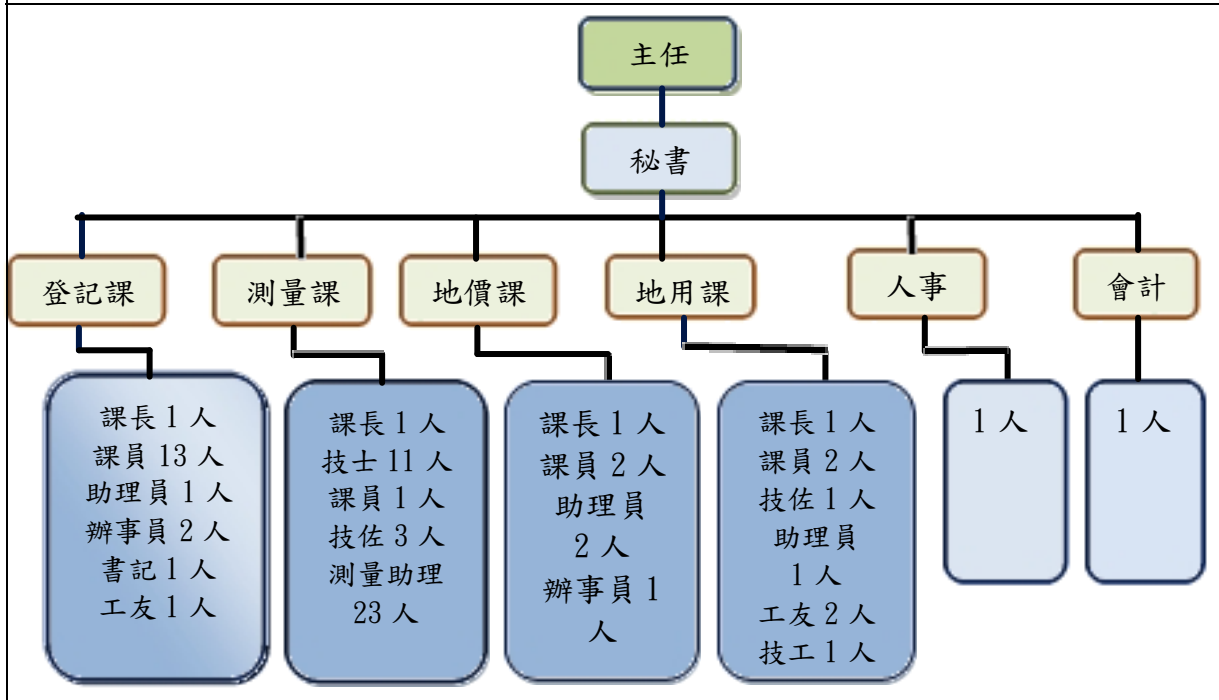 主任
秘書
登記課
測量課
地價課
地用課
人事
會計
課長 1 人
課員 13 人
助理員 1 人
辦事員 2 人
書記 1 人
工友 1 人
課長 1 人
技士 11 人
課員 1 人
技佐 3 人
測量助理
23 人
課長 1 人
課員 2 人
助理員
2 人
辦事員 1
人
課長 1 人
課員 2 人
技佐 1 人
助理員
1 人
工友 2 人
技工 1 人
1 人
1 人